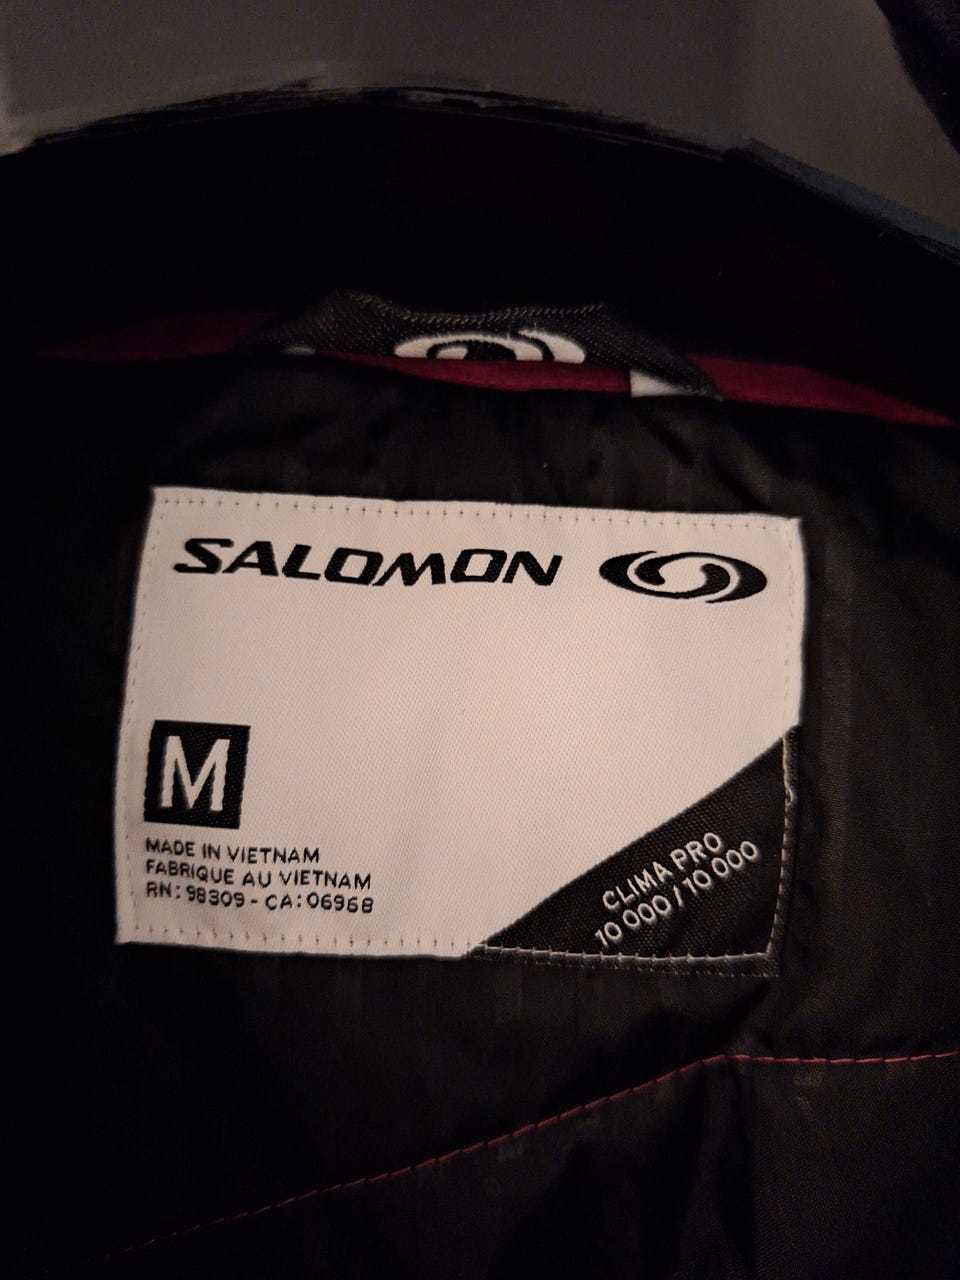 SALOMON
M
MADE IN VIETNAM
FABRIQUE AU VIETNAM
RN: 98309 - CA: 06968
CLIMA PRO
10 000 / 10 000